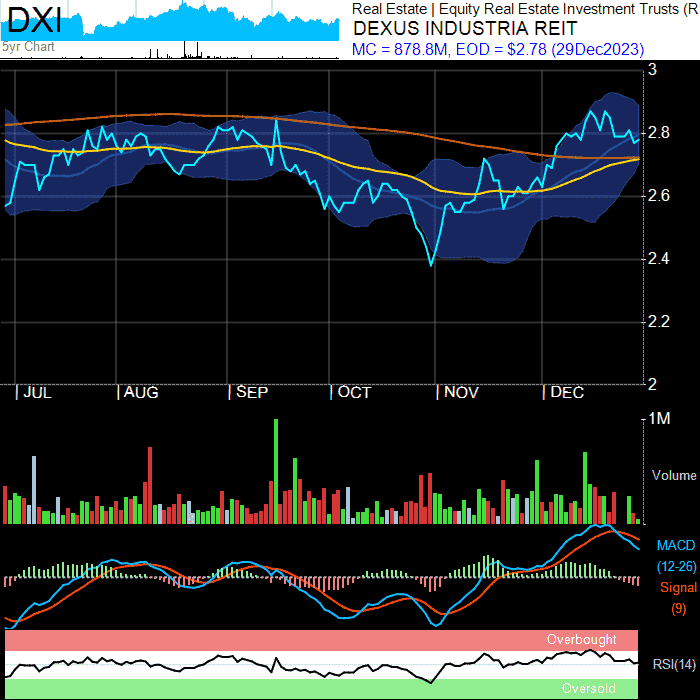 DXI
5yr Chart
Real Estate | Equity Real Estate Investment Trusts (R
DEXUS INDUSTRIA REIT
MC = 878.8M, EOD = $2.78 (29Dec2023)
3
2.8
2.6
2.4
2.2
2
JUL
AUG
SEP
OCT
NOV
DEC
1M
Volume
MACD
(12-26)
Signal
(9)
Overbought
RSI(14)
Oversold